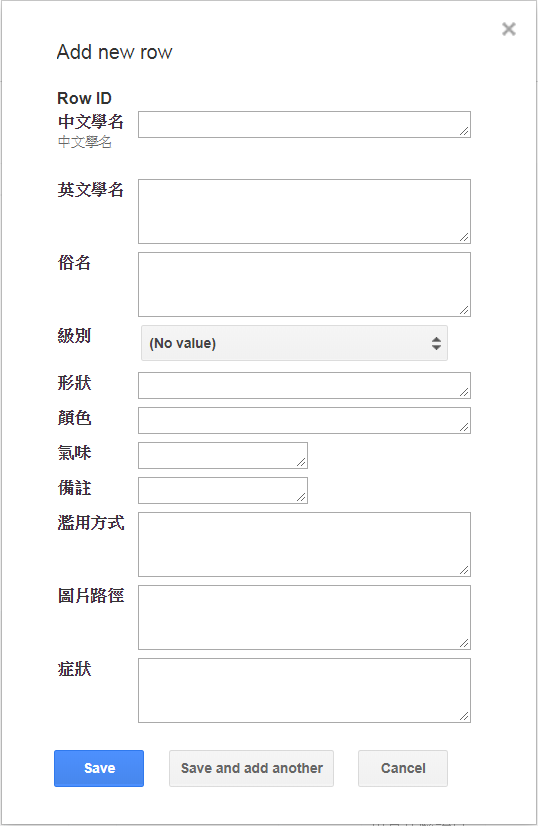 Add new row
Row ID
中文學名
中文學名
英文學名
俗名
級別
(No value)
形狀
顏色
氣味
備註
濫用方式
圖片路徑
症狀
Save
Save and add another
Cancel